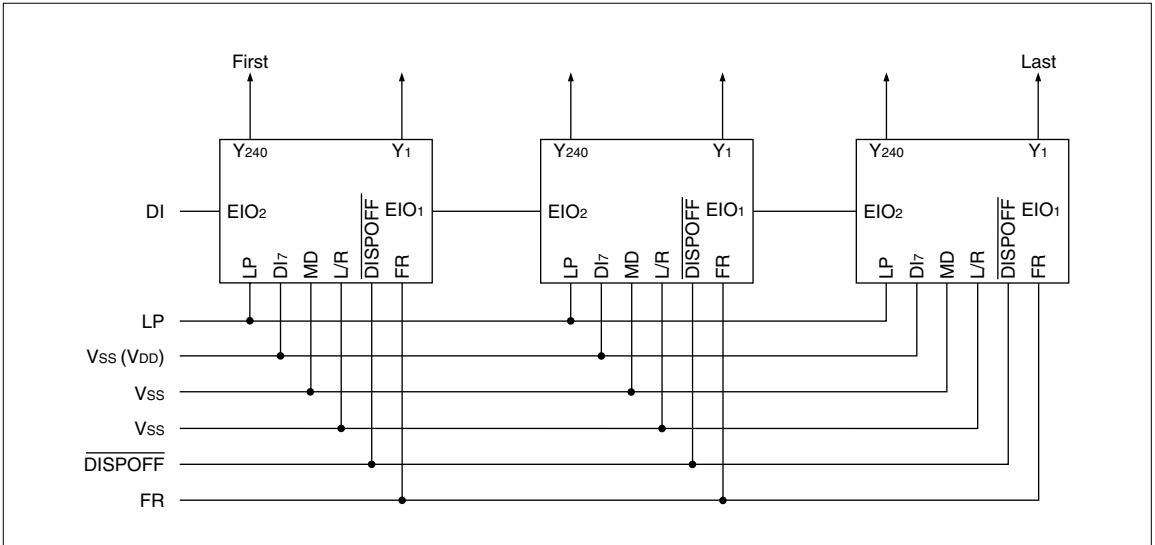 First Last
Y240 Y1 Y240 Y1 Y240 Y1
DI EIO2 EIO1 EIO2 EIO1 EIO2 EIO1
LP DI7 MD L/R DISPOFF FR LP DI7 MD L/R DISPOFF FR LP DI7 MD L/R DISPOFF FR
LP
VSS (VDD)
VSS
VSS
DISPOFF
FR